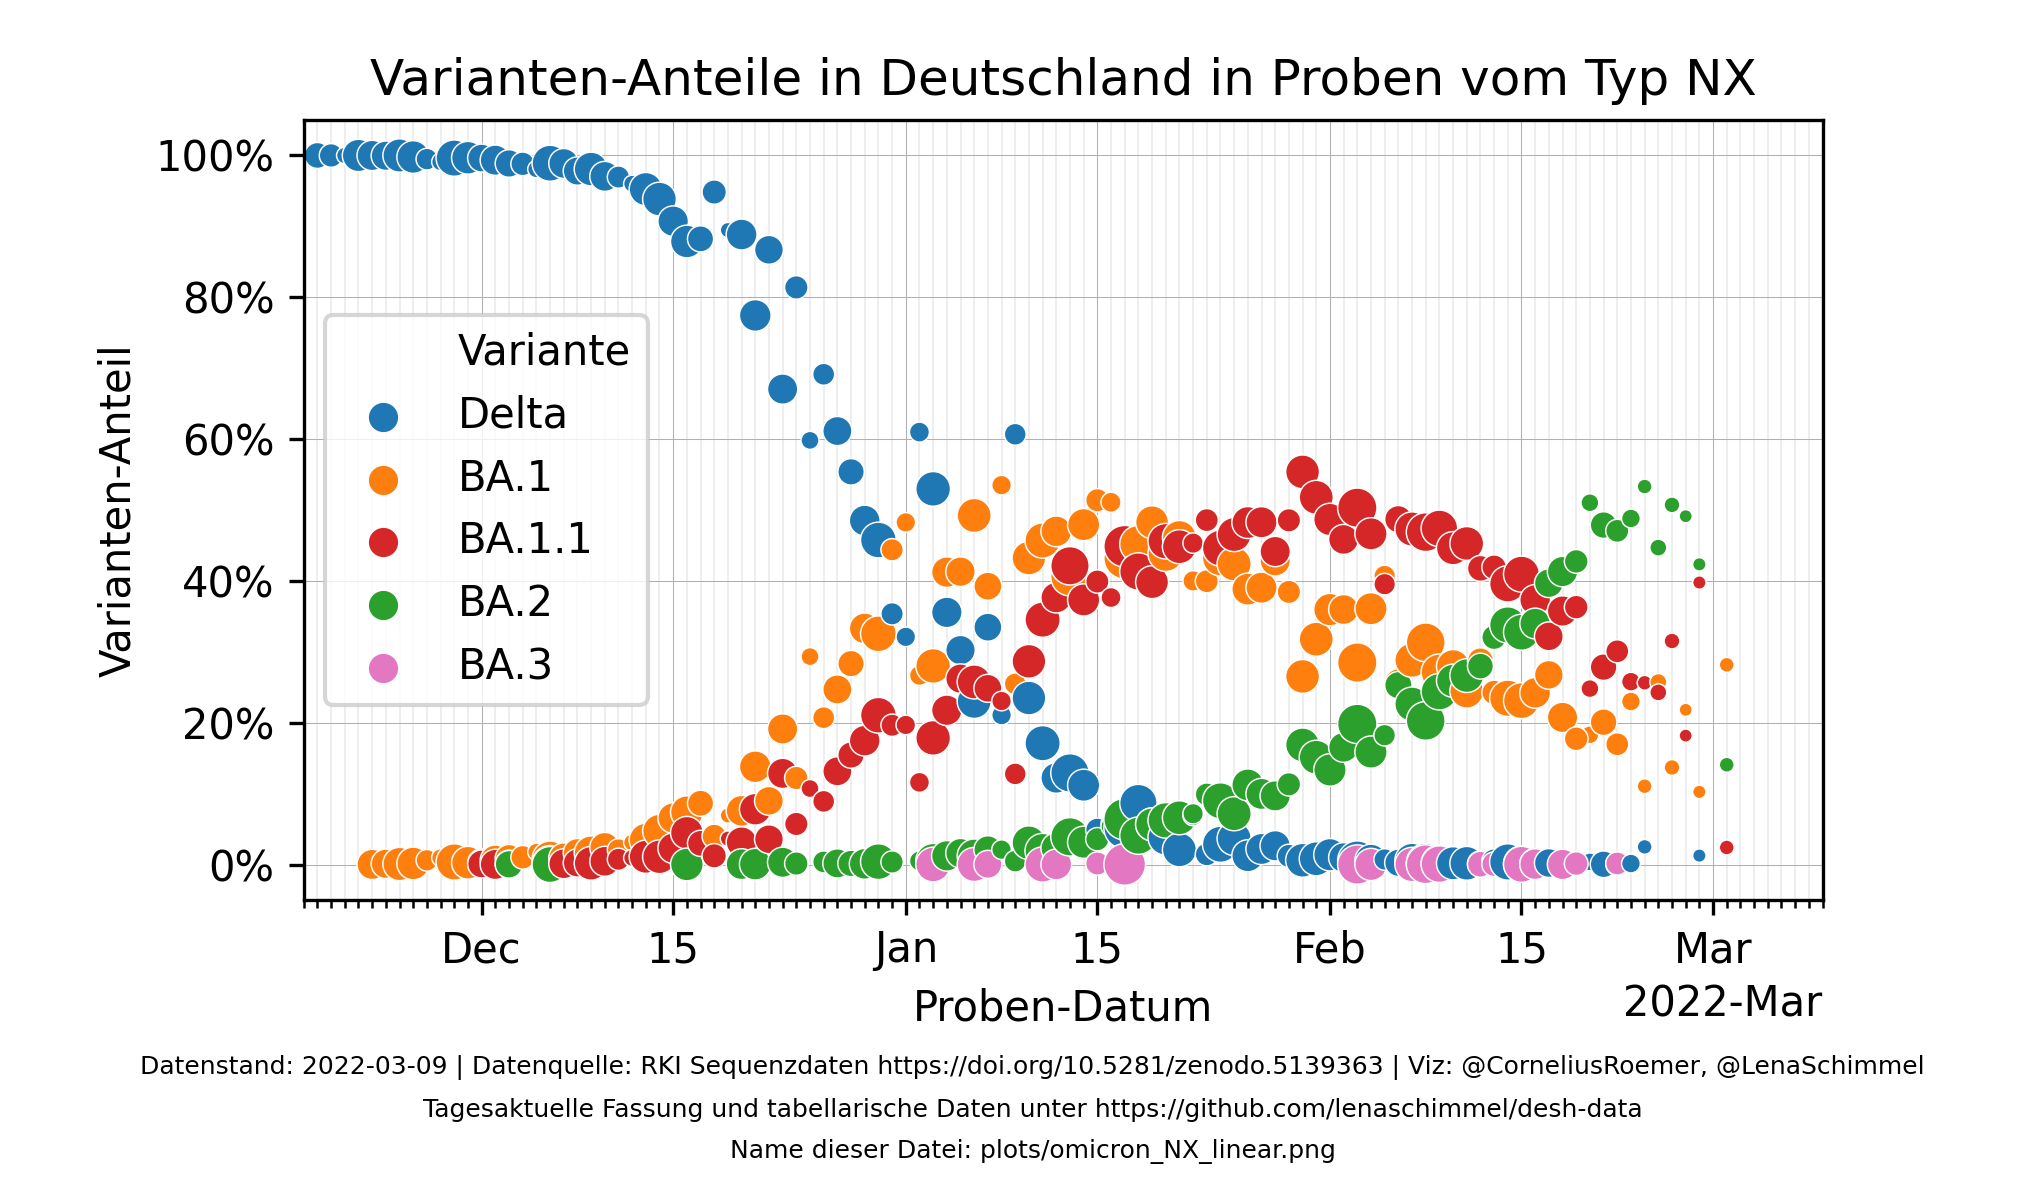 Varianten-Anteile in Deutschland in Proben vom Typ NX
Varianten-Anteil
100%
80%
60%
40%
20%
0%
Variante
Delta
BA.1
BA.1.1
BA.2
BA.3
Dec 15 Jan 15 Feb 15 Mar
2022-Mar
Proben-Datum
Datenstand: 2022-03-09 | Datenquelle: RKI Sequenzdaten https://doi.org/10.5281/zenodo.5139363 | Viz: @CorneliusRoemer, @LenaSchimmel
Tagesaktuelle Fassung und tabellarische Daten unter https://github.com/lenaschimmel/desh-data
Name dieser Datei: plots/omicron_NX_linear.png